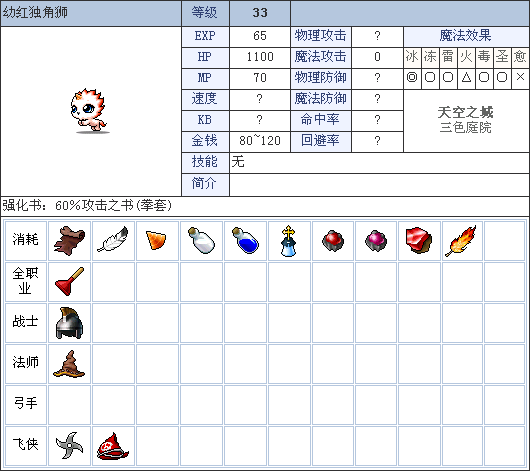 幼红独角狮 等级 33
EXP 65 物理攻击 ? 魔法效果
HP 1100 魔法攻击 0 冰 冻 雷 火 毒 圣 愈
MP 70 物理防御 ? ◎ ○ ○ △ ○ ○ ×
速度 ? 魔法防御 ?
KB ? 命中率 ? 天空之城
三色庭院
金钱 80~120 回避率 ?
技能 无
简介
强化书: 60%攻击之书(拳套)
消耗
全职
业
战士
法师
弓手
飞侠